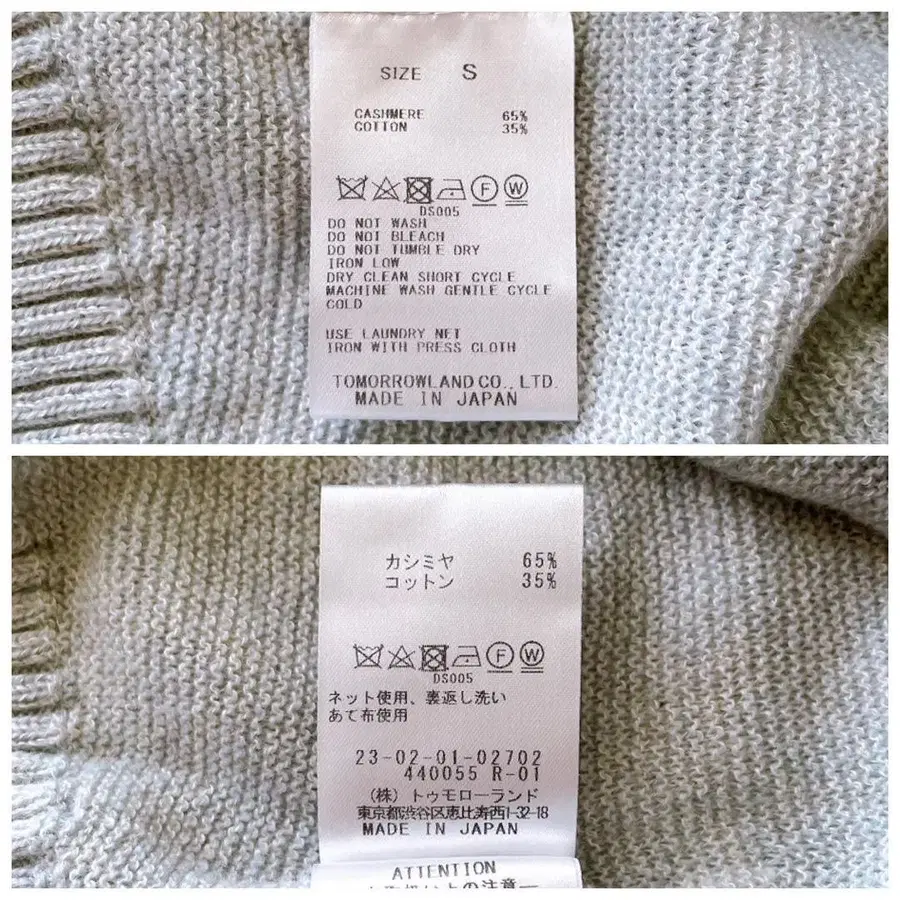 SIZE S
CASHMERE 65%
COTTON 35%
F W
DS005
DO NOT WASH
DO NOT BLEACH
DO NOT TUMBLE DRY
IRON LOW
DRY CLEAN SHORT CYCLE
MACHINE WASH GENTLE CYCLE
COLD
USE LAUNDRY NET
IRON WITH PRESS CLOTH
TOMORROWLAND CO., LTD.
MADE IN JAPAN
カシミヤ 65%
コットン 35%
F W
DS005
ネット使用、裏返し洗い
あて布使用
23-02-01-02702
440055 R-01
(株) トゥモローランド
東京都渋谷区恵比寿西1-32-18
MADE IN JAPAN
ATTENTION